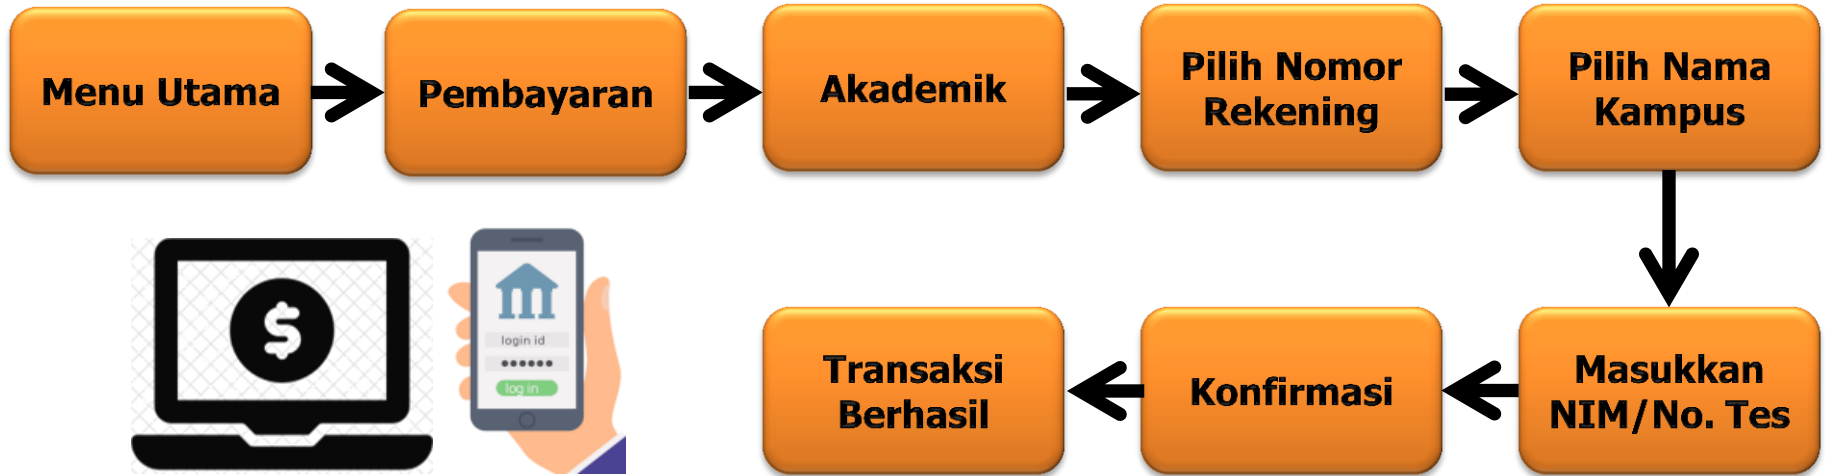 Menu Utama
Pembayaran
Akademik
Pilih Nomor
Rekening
Pilih Nama
Kampus
Masukkan
NIM/No. Tes
Konfirmasi
Transaksi
Berhasil
$
login id
log in